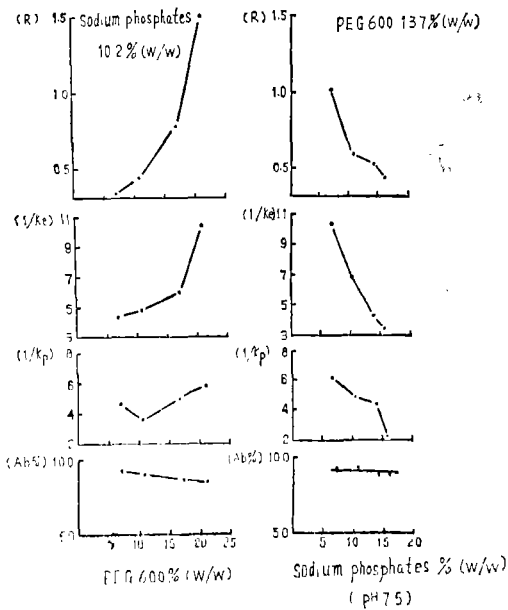 (R) Sodium phosphates
10.2% (w/w)
1.5
1.0
0.5
(R) PEG 600 13.7% (w/w)
1.5
1.0
0.5
(1/Ke)
11
9
7
5
3
(1/Ke)
11
9
7
5
3
(1/Kp)
8
6
4
2
(1/Kp)
8
6
4
2
(Ab%)
100
50
(Ab%)
100
50
5 10 15 20 25
5 10 15 20
PEG 600% (w/w)
Sodium phosphates % (w/w)
(pH 7.5)